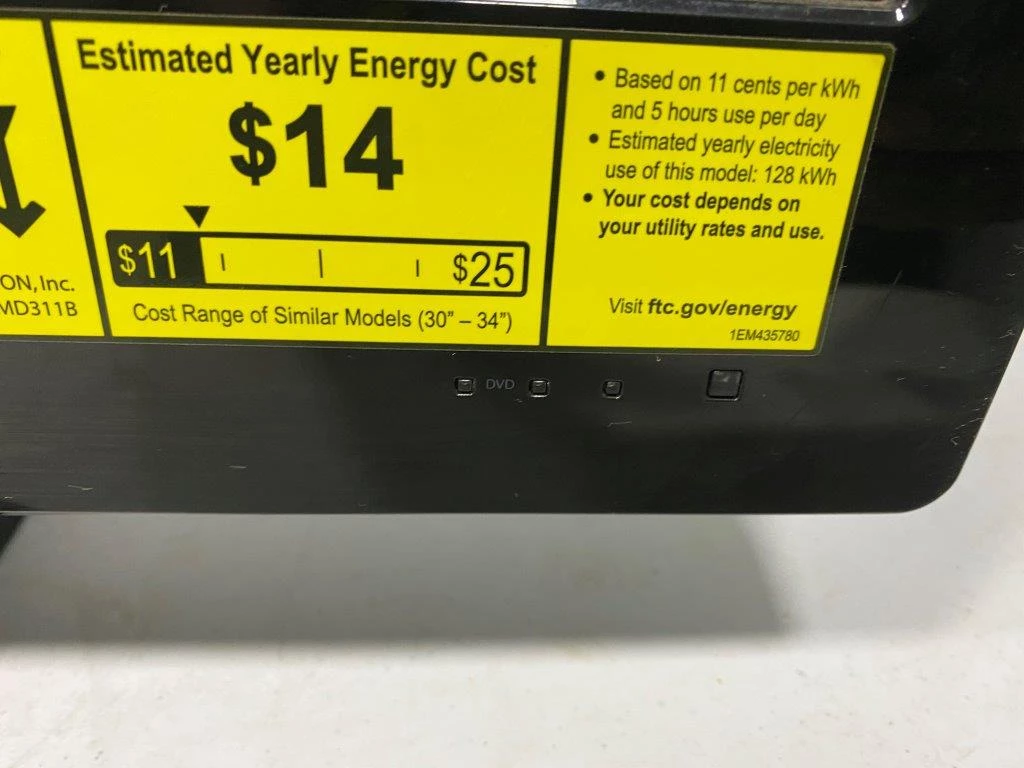 Estimated Yearly Energy Cost
$14
$11 $25
Cost Range of Similar Models (30” – 34”)
ON, Inc.
MD311B
• Based on 11 cents per kWh
and 5 hours use per day
• Estimated yearly electricity
use of this model: 128 kWh
• Your cost depends on
your utility rates and use.
Visit ftc.gov/energy
1EM435780
DVD